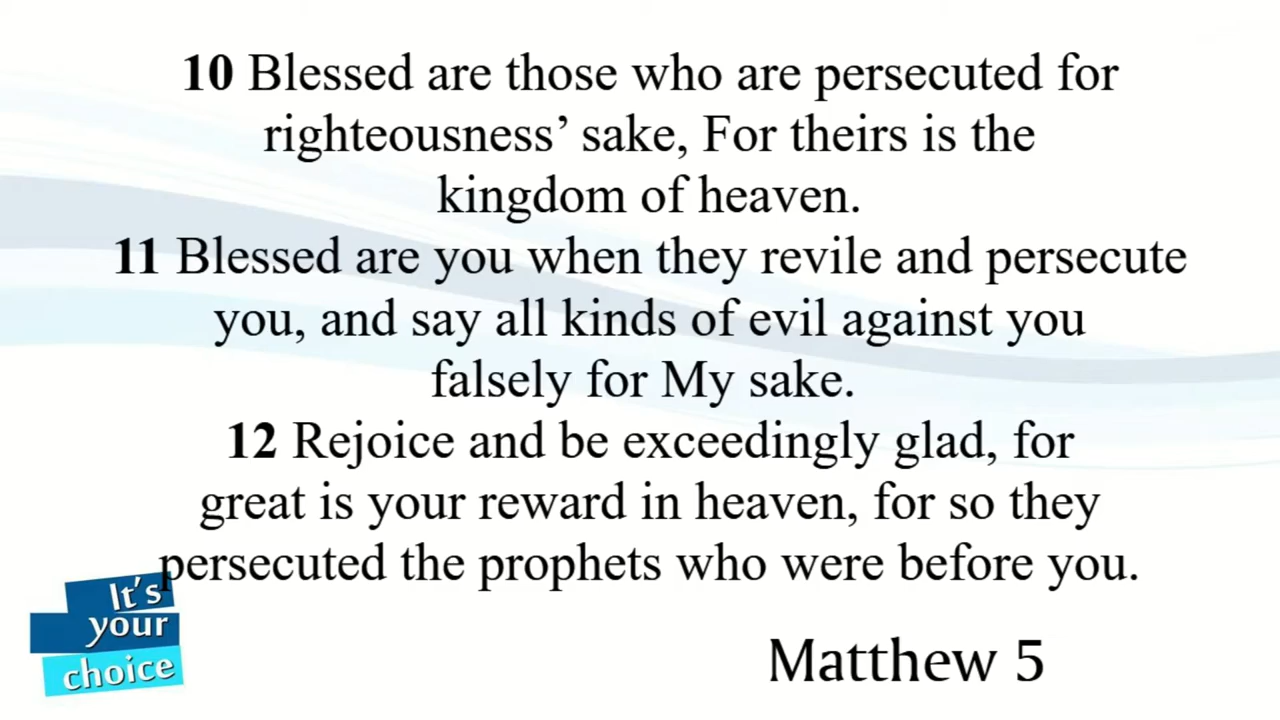 10 Blessed are those who are persecuted for
righteousness’ sake, For theirs is the
kingdom of heaven.
11 Blessed are you when they revile and persecute
you, and say all kinds of evil against you
falsely for My sake.
12 Rejoice and be exceedingly glad, for
great is your reward in heaven, for so they
persecuted the prophets who were before you.
It's
your
choice
Matthew 5